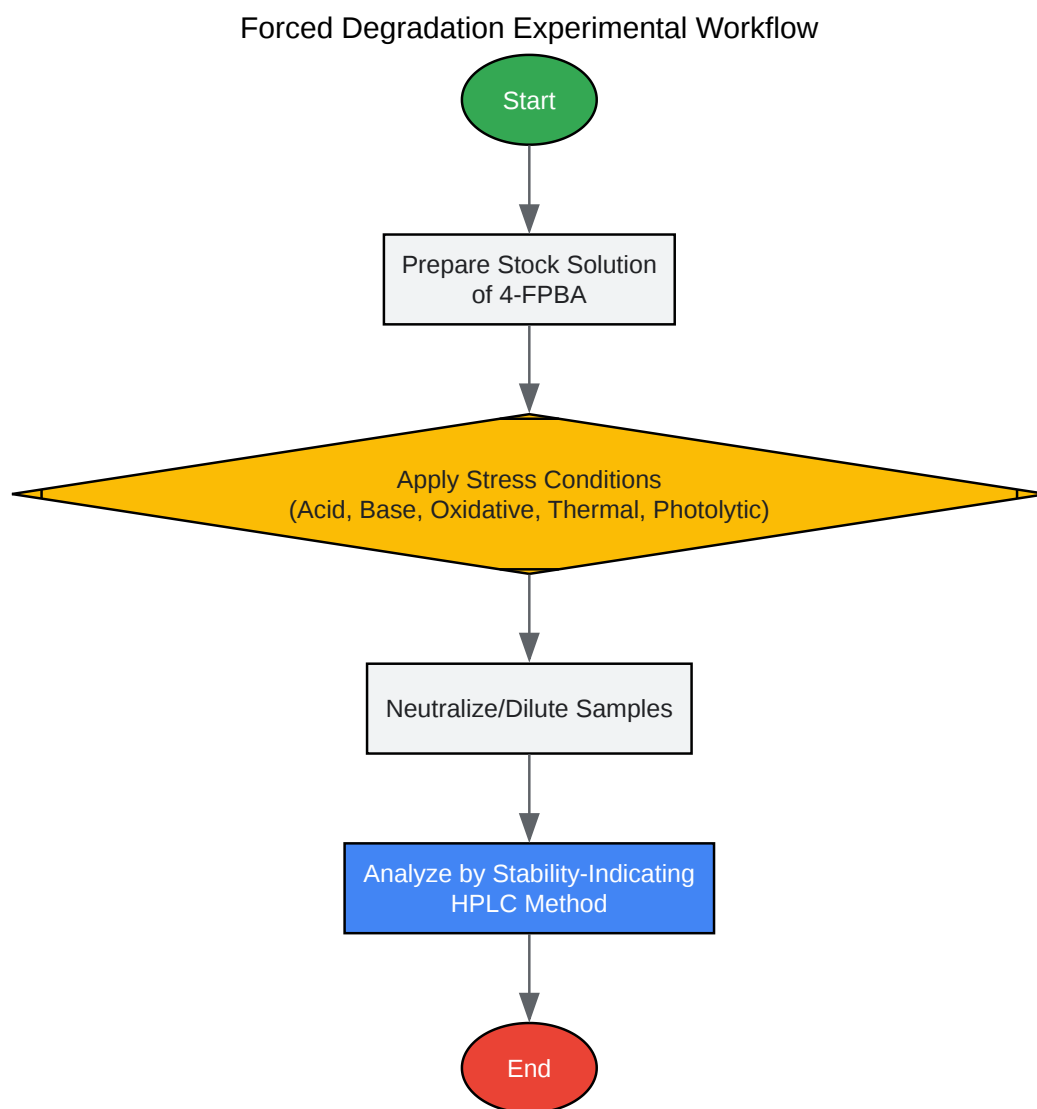 Forced Degradation Experimental Workflow
Start
Prepare Stock Solution
of 4-FPBA
Apply Stress Conditions
(Acid, Base, Oxidative, Thermal, Photolytic)
Neutralize/Dilute Samples
Analyze by Stability-Indicating
HPLC Method
End